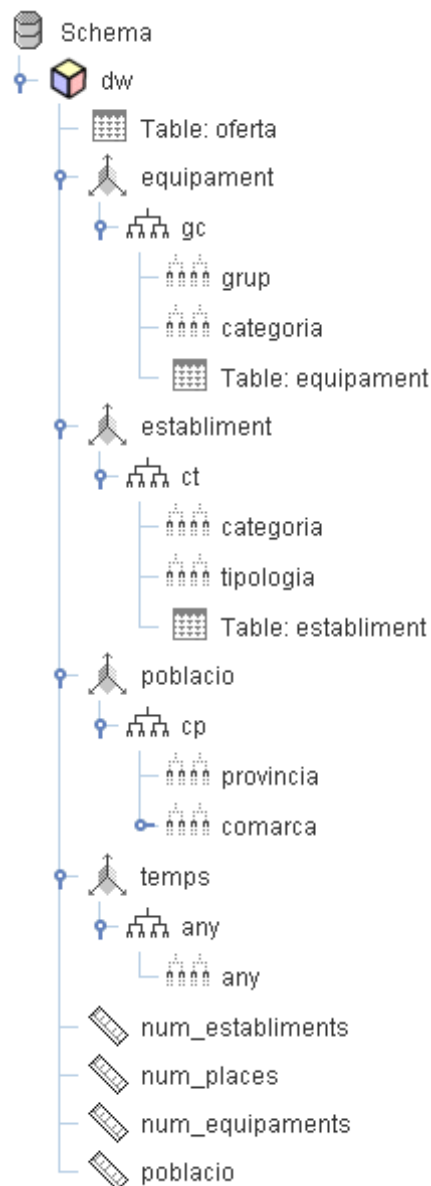 Schema
dw
Table: oferta
equipament
gc
grup
categoria
Table: equipament
establiment
ct
categoria
tipologia
Table: establiment
poblacio
cp
provincia
comarca
temps
any
any
num_establiments
num_places
num_equipaments
poblacio